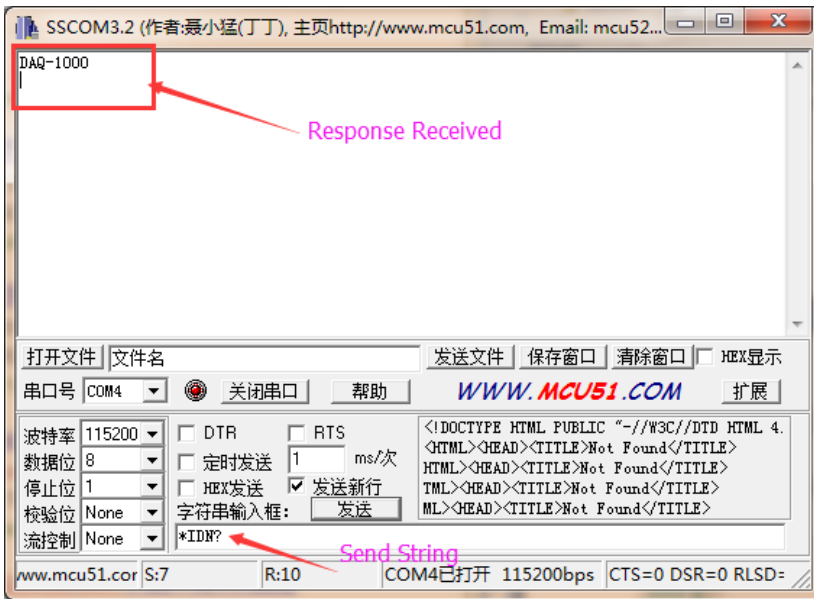 SSCOM3.2 (作者:聂小猛(丁丁), 主页http://www.mcu51.com,  Email: mcu52...
DAQ-1000
Response Received
打开文件 文件名 发送文件 保存窗口 清除窗口 HEX显示
串口号 COM4 关闭串口 帮助 WWW.MCU51.COM 扩展
波特率 115200 DTR RTS
数据位 8 定时发送 1 ms/次
停止位 1 HEX发送 发送新行
校验位 None 字符串输入框: 发送
流控制 None *IDN?
<!DOCTYPE HTML PUBLIC "-//W3C//DTD HTML 4.
<HTML><HEAD><TITLE>Not Found</TITLE>
HTML><HEAD><TITLE>Not Found</TITLE>
TML><HEAD><TITLE>Not Found</TITLE>
ML><HEAD><TITLE>Not Found</TITLE>
Send String
ww.mcu51.cor S:7 R:10 COM4已打开 115200bps CTS=0 DSR=0 RLSD=